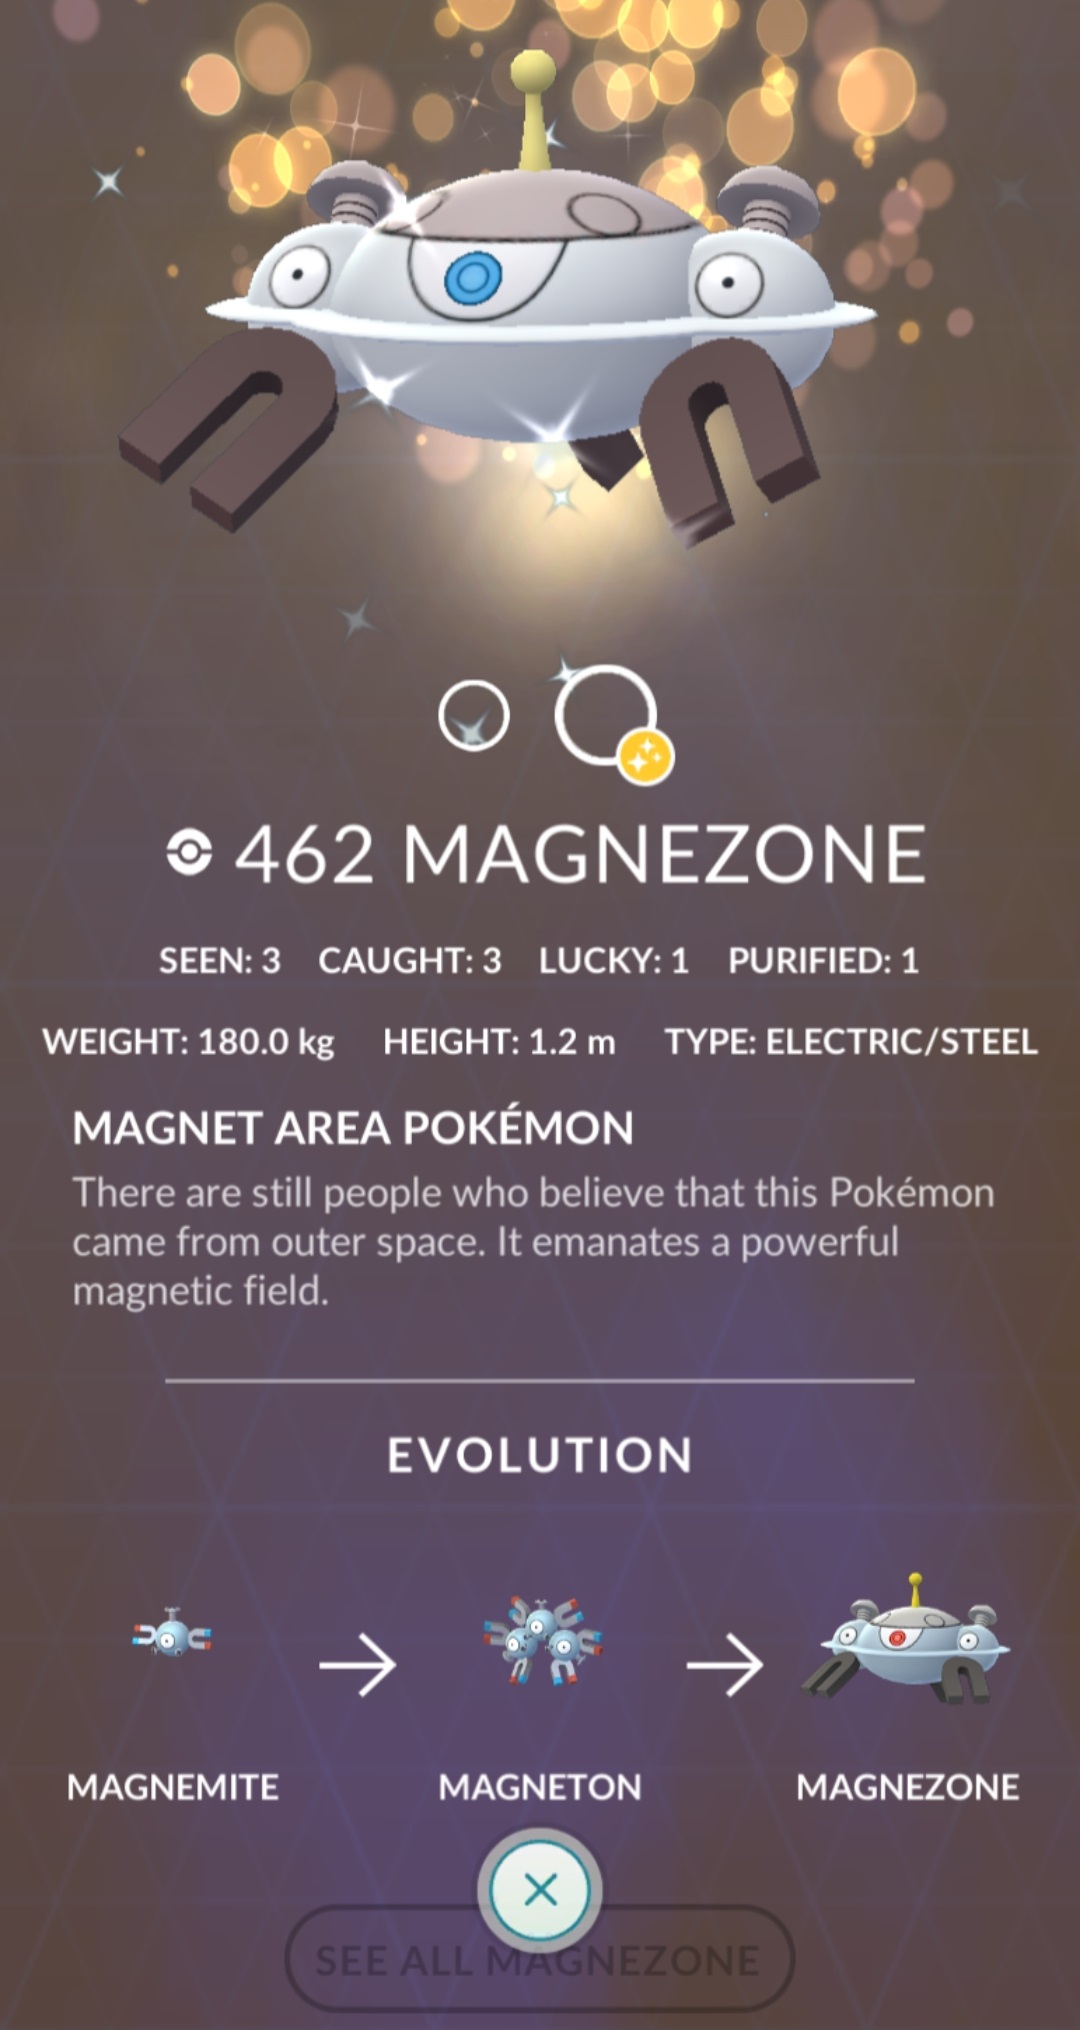 462 MAGNEZONE
SEEN: 3 CAUGHT: 3 LUCKY: 1 PURIFIED: 1
WEIGHT: 180.0 kg HEIGHT: 1.2 m TYPE: ELECTRIC/STEEL
MAGNET AREA POKÉMON
There are still people who believe that this Pokémon
came from outer space. It emanates a powerful
magnetic field.
EVOLUTION
MAGNEMITE MAGNETON MAGNEZONE
SEE ALL MAGNEZONE